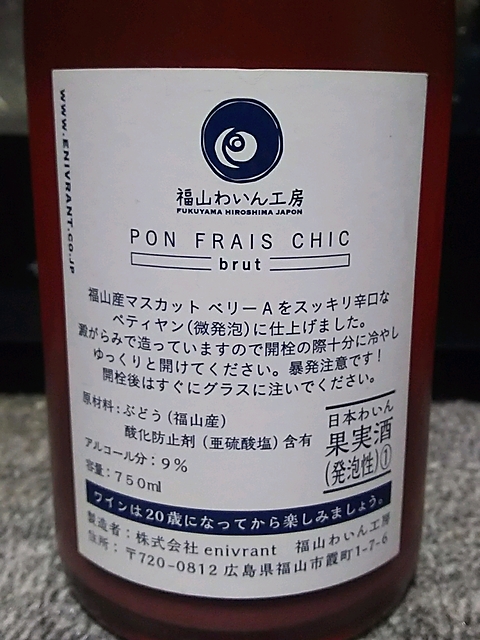 WWW.ENIVRANT.CO.JP
福山わいん工房
FUKUYAMA HIROSHIMA JAPON
PON FRAIS CHIC
brut
福山産マスカット ベリーAをスッキリ辛口な
ペティヤン(微発泡)に仕上げました。
澱がらみで造っていますので開栓の際十分に冷やし
ゆっくりと開けてください。暴発注意です!
開栓後はすぐにグラスに注いでください。
原材料:ぶどう(福山産)
酸化防止剤(亜硫酸塩)含有
アルコール分:9%
容量:750ml
日本わいん
果実酒
(発泡性)①
ワインは20歳になってから楽しみましょう。
製造者:株式会社enivrant 福山わいん工房
住所:〒720-0812 広島県福山市霞町1-7-6